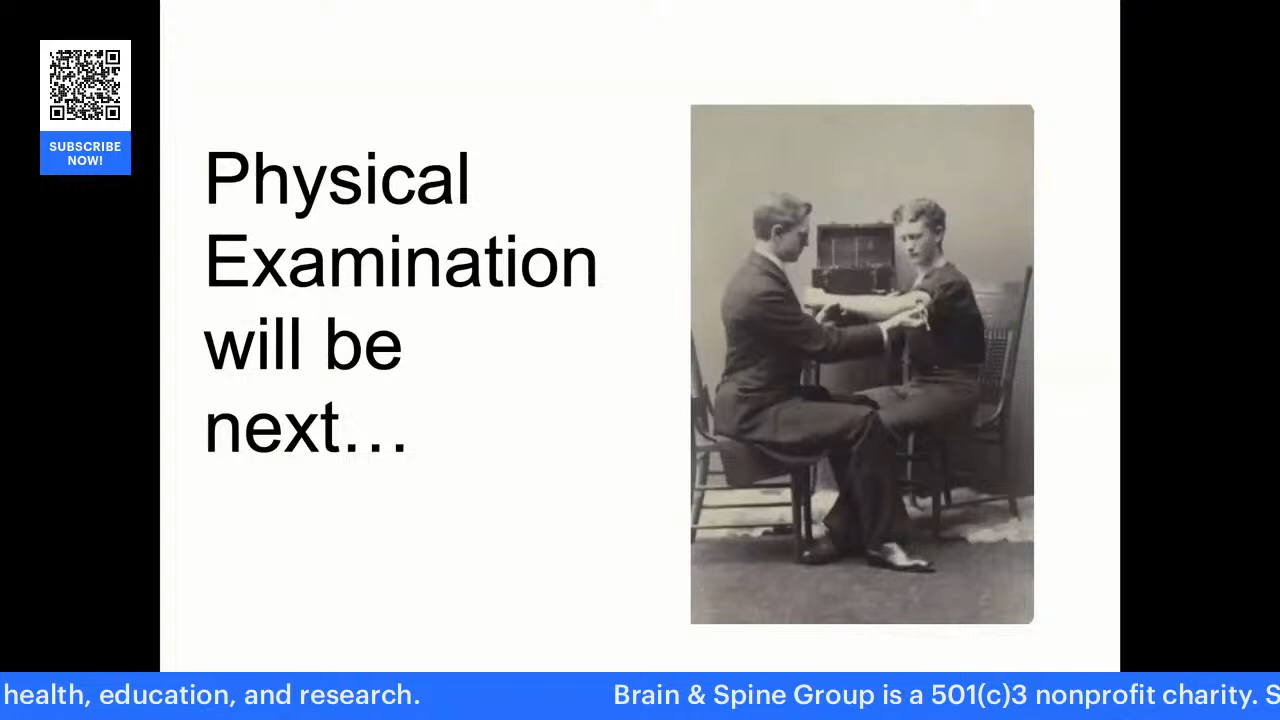 SUBSCRIBE
NOW!
Physical
Examination
will be
next…
health, education, and research.
Brain & Spine Group is a 501(c)3 nonprofit charity. S